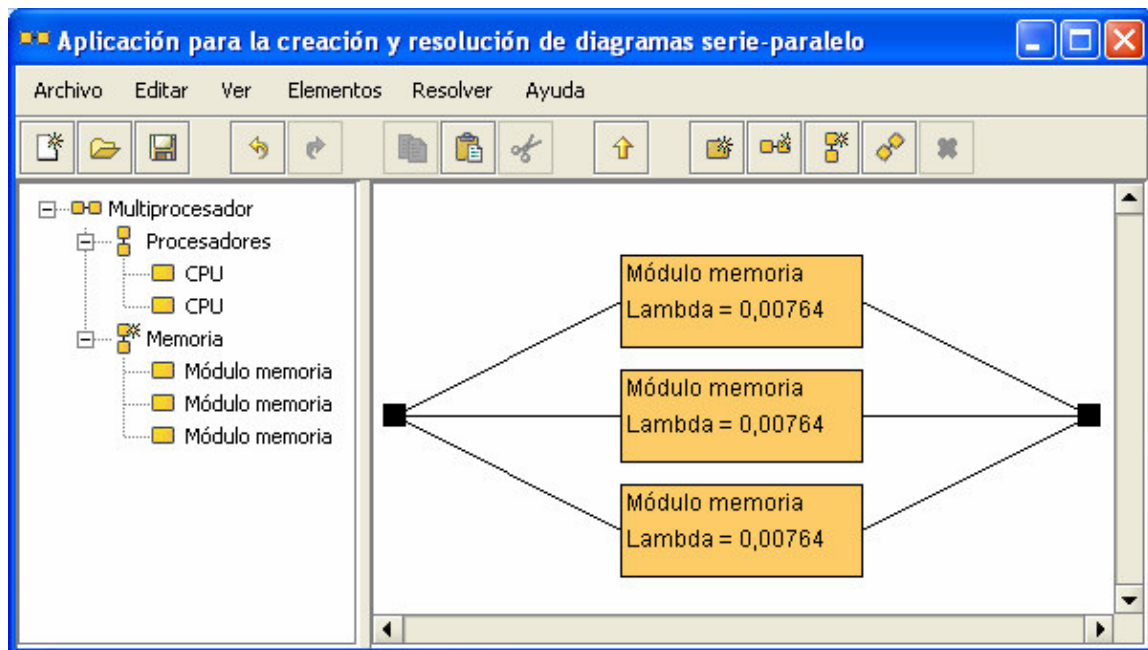 Aplicación para la creación y resolución de diagramas serie-paralelo
Archivo Editar Ver Elementos Resolver Ayuda
Multiprocesador
Procesadores
CPU
CPU
Memoria
Módulo memoria
Módulo memoria
Módulo memoria
Módulo memoria
Lambda = 0,00764
Módulo memoria
Lambda = 0,00764
Módulo memoria
Lambda = 0,00764